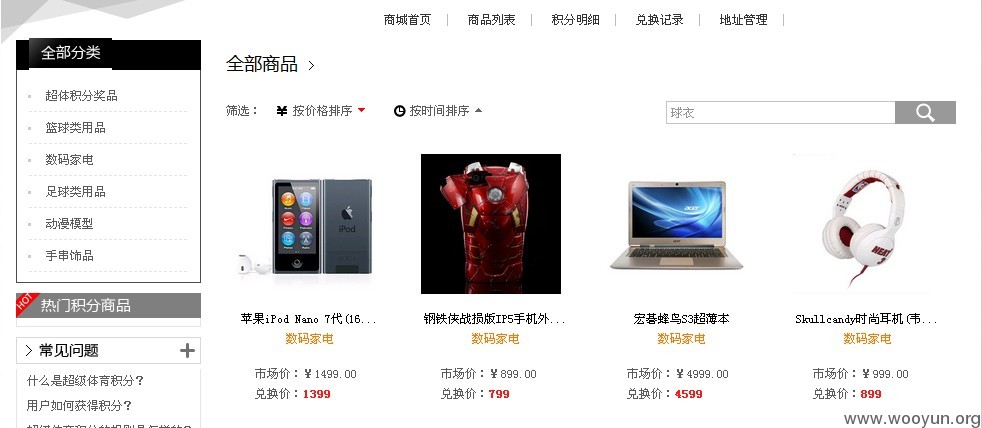 商城首页 商品列表 积分明细 兑换记录 地址管理
全部分类
超体积分奖品
篮球类用品
数码家电
足球类用品
动漫模型
手串饰品
HOT 热门积分商品
常见问题
什么是超级体育积分？
用户如何获得积分？
全部商品
筛选： ¥ 按价格排序 按时间排序
球衣
苹果iPod Nano 7代(16...
数码家电
市场价：¥1499.00
兑换价：1399
钢铁侠战损版IP5手机外...
数码家电
市场价：¥899.00
兑换价：799
宏碁蜂鸟S3超薄本
数码家电
市场价：¥4999.00
兑换价：4599
Skullcandy时尚耳机(韦...
数码家电
市场价：¥999.00
兑换价：899
iPod
acer
HEAT
www.wooyun.org